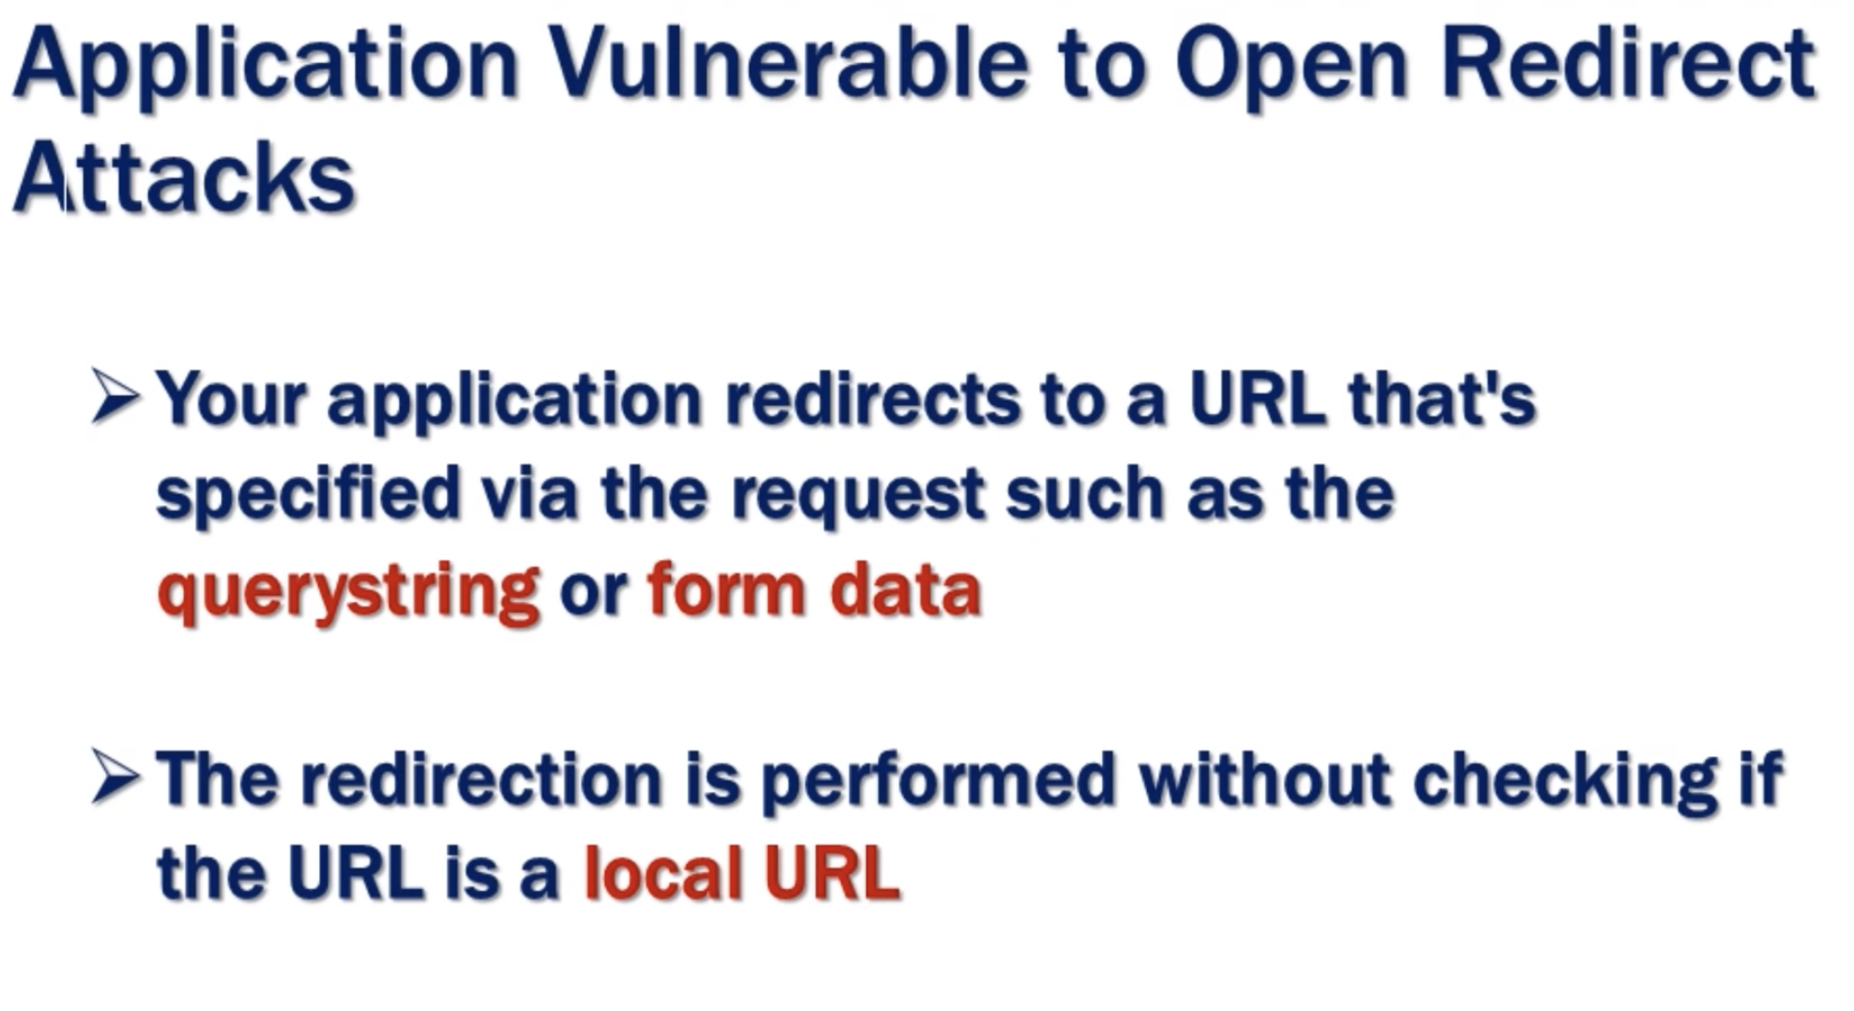 Application Vulnerable to Open Redirect
Attacks
Your application redirects to a URL that's
specified via the request such as the
querystring or form data
The redirection is performed without checking if
the URL is a local URL